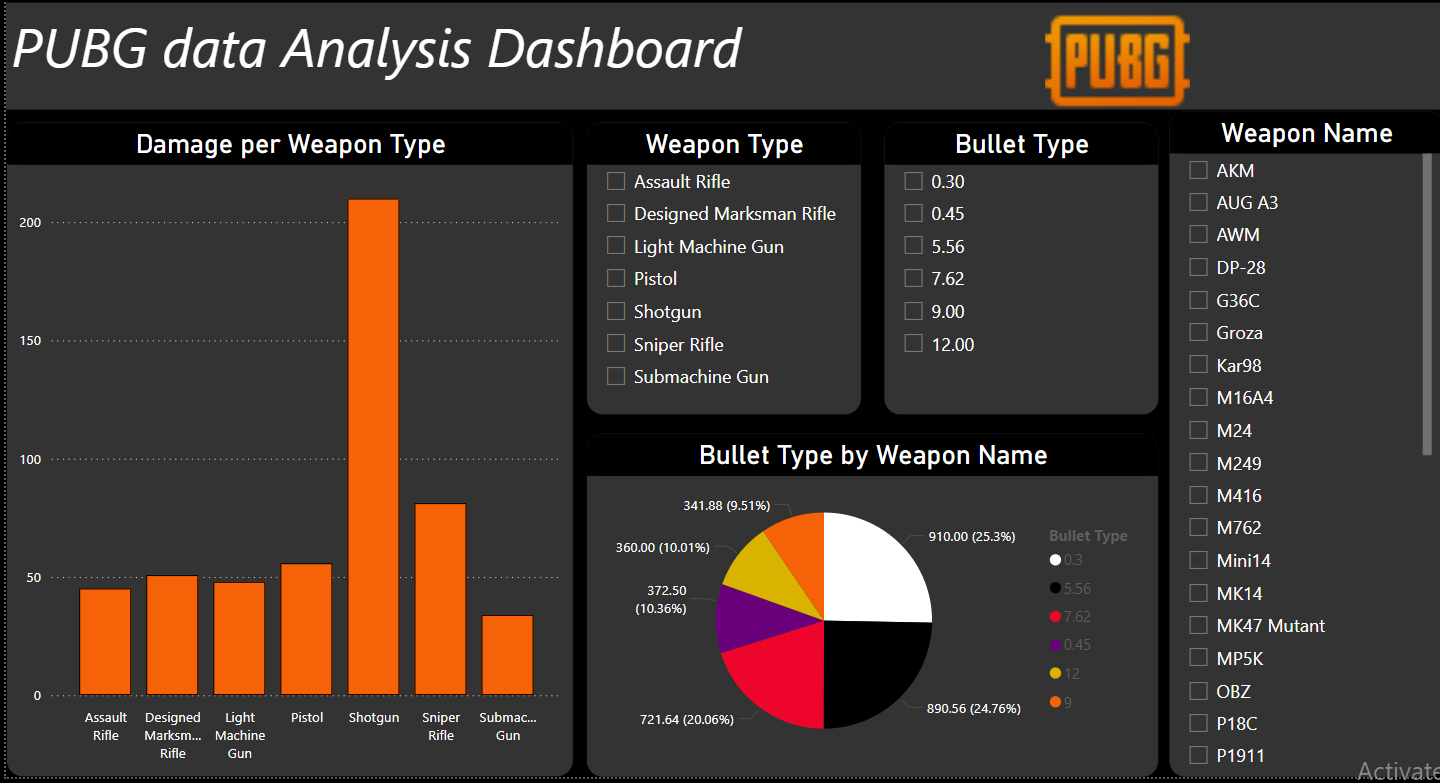 PUBG data Analysis Dashboard
PUBG
Damage per Weapon Type
200
150
100
50
0
Assault
Rifle
Designed
Marksm...
Rifle
Light
Machine
Gun
Pistol
Shotgun
Sniper
Rifle
Submac...
Gun
Weapon Type
Assault Rifle
Designed Marksman Rifle
Light Machine Gun
Pistol
Shotgun
Sniper Rifle
Submachine Gun
Bullet Type
0.30
0.45
5.56
7.62
9.00
12.00
Bullet Type by Weapon Name
341.88 (9.51%)
360.00 (10.01%)
372.50
(10.36%)
721.64 (20.06%)
910.00 (25.3%)
890.56 (24.76%)
Bullet Type
0.3
5.56
7.62
0.45
12
9
Weapon Name
AKM
AUG A3
AWM
DP-28
G36C
Groza
Kar98
M16A4
M24
M249
M416
M762
Mini14
MK14
MK47 Mutant
MP5K
OBZ
P18C
P1911
Activate